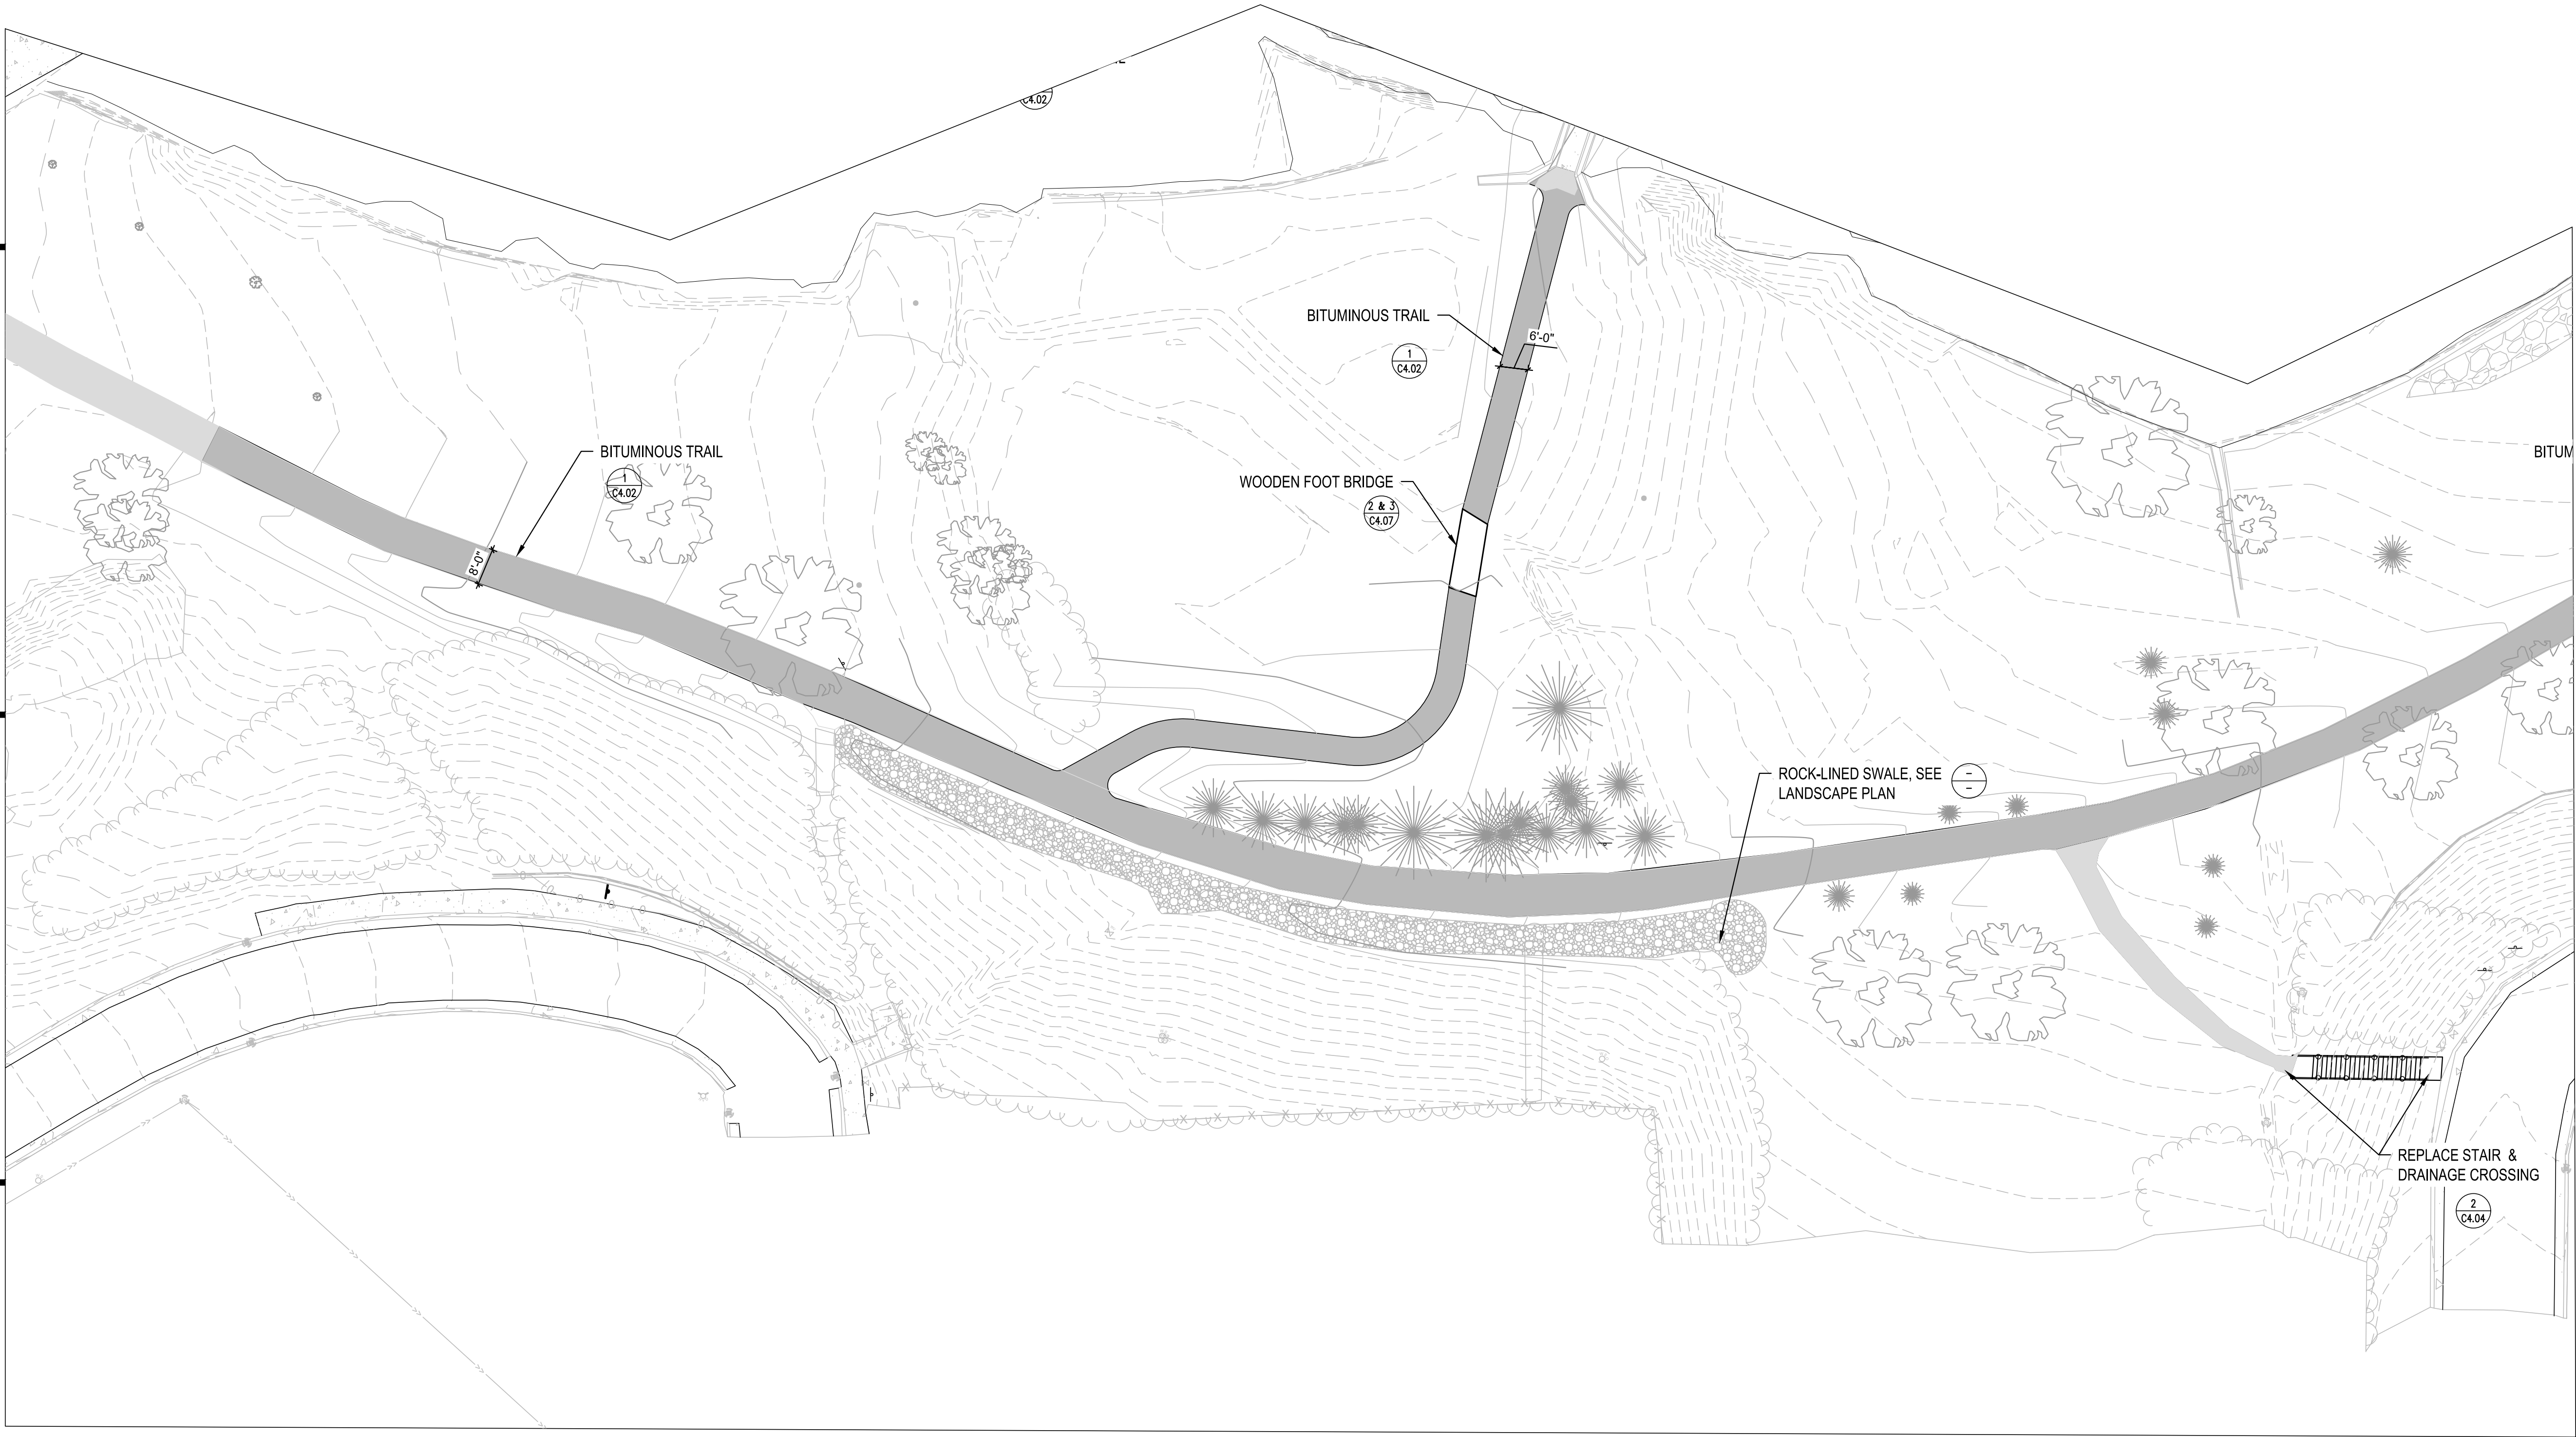 C4.02
BITUMINOUS TRAIL
1
C4.02
6'-0"
BITUMINOUS TRAIL
1
C4.02
8'-0"
WOODEN FOOT BRIDGE
2 & 3
C4.07
BITUM
ROCK-LINED SWALE, SEE
LANDSCAPE PLAN
-
-
REPLACE STAIR &
DRAINAGE CROSSING
2
C4.04